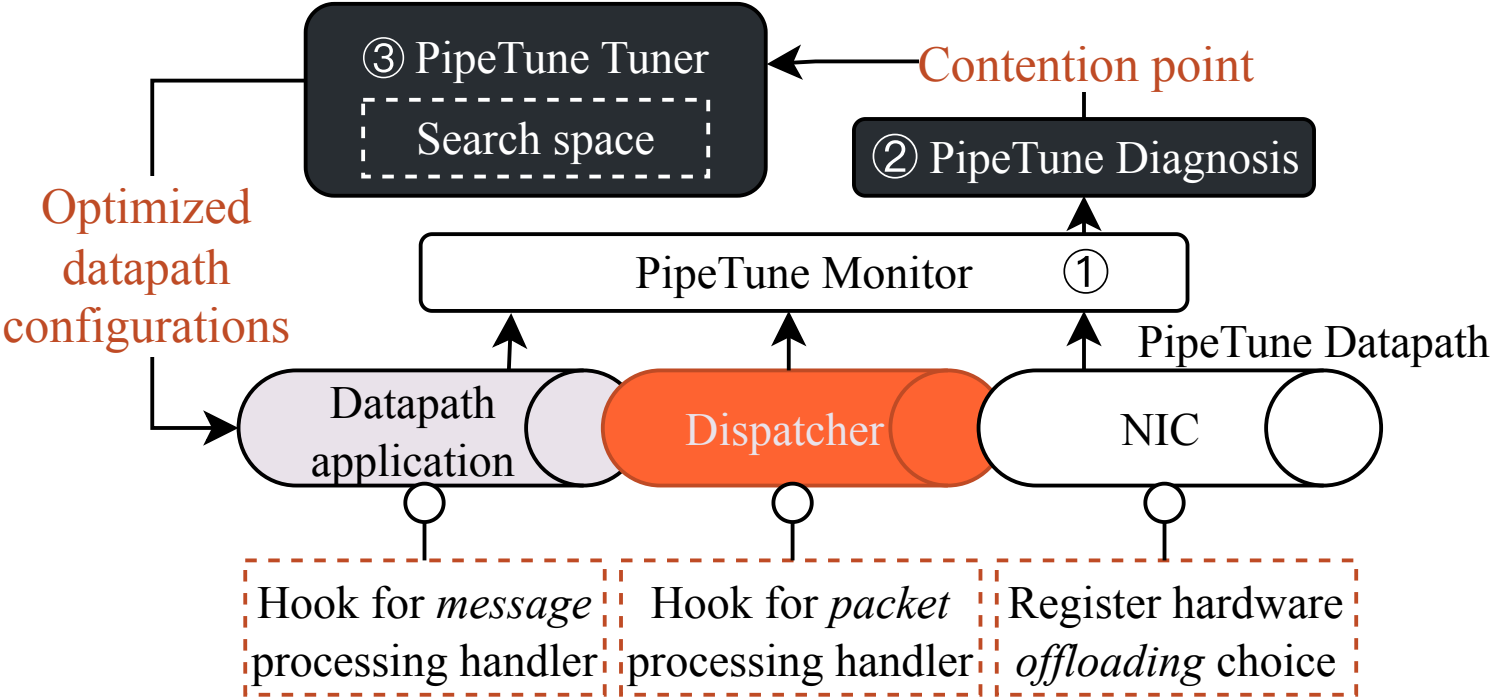 ③ PipeTune Tuner
Search space
Contention point
② PipeTune Diagnosis
Optimized
datapath
configurations
PipeTune Monitor ①
PipeTune Datapath
Datapath
application
Dispatcher
NIC
Hook for message
processing handler
Hook for packet
processing handler
Register hardware
offloading choice